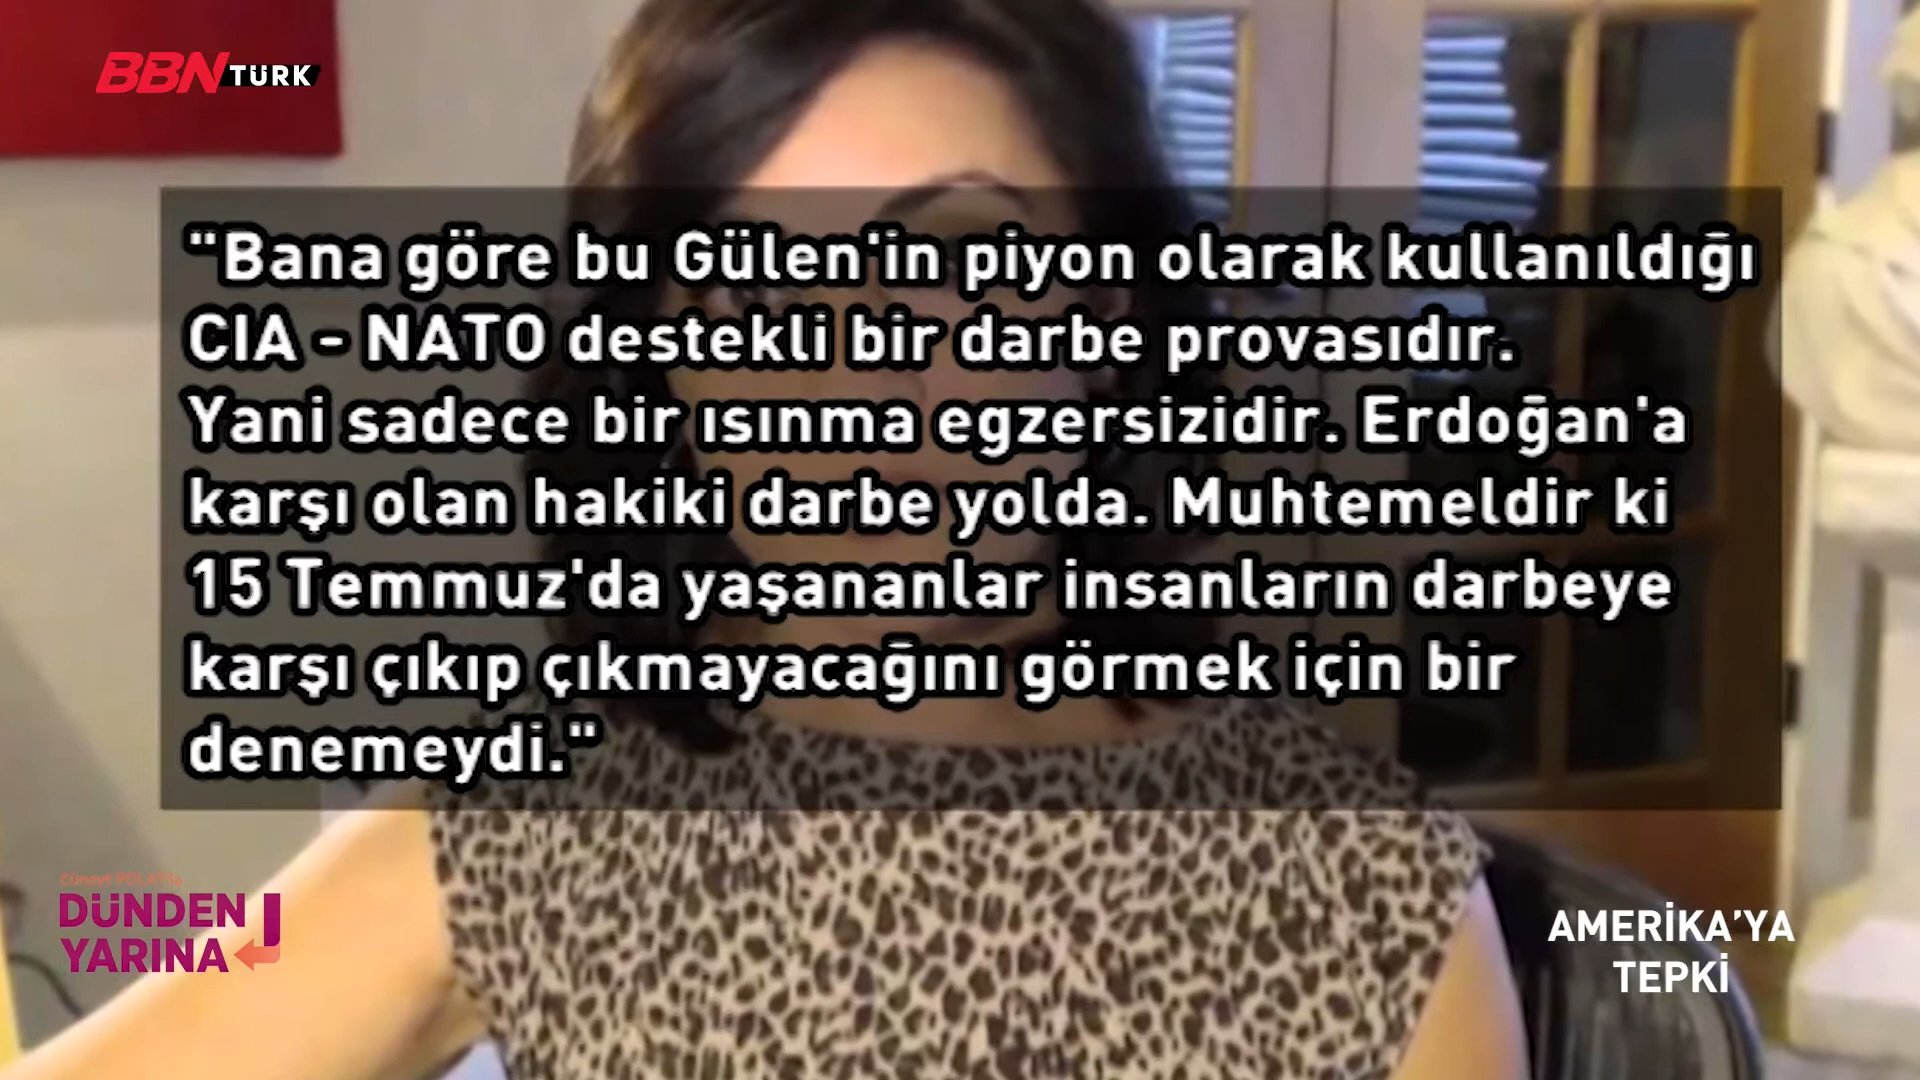 BBN TÜRK
"Bana göre bu Gülen'in piyon olarak kullanıldığı
CIA - NATO destekli bir darbe provasıdır.
Yani sadece bir ısınma egzersizidir. Erdoğan'a
karşı olan hakiki darbe yolda. Muhtemeldir ki
15 Temmuz'da yaşananlar insanların darbeye
karşı çıkıp çıkmayacağını görmek için bir
denemeydi."
DÜNDEN
YARINA
AMERİKA'YA
TEPKİ